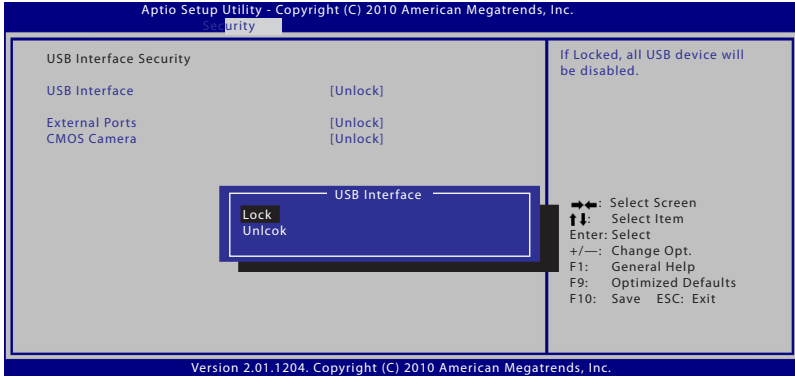 Aptio Setup Utility - Copyright (C) 2010 American Megatrends, Inc.
Security
USB Interface Security
USB Interface [Unlock]
External Ports [Unlock]
CMOS Camera [Unlock]
USB Interface
Lock
Unlcok
If Locked, all USB device will
be disabled.
→←: Select Screen
↑↓: Select Item
Enter: Select
+/—: Change Opt.
F1: General Help
F9: Optimized Defaults
F10: Save ESC: Exit
Version 2.01.1204. Copyright (C) 2010 American Megatrends, Inc.